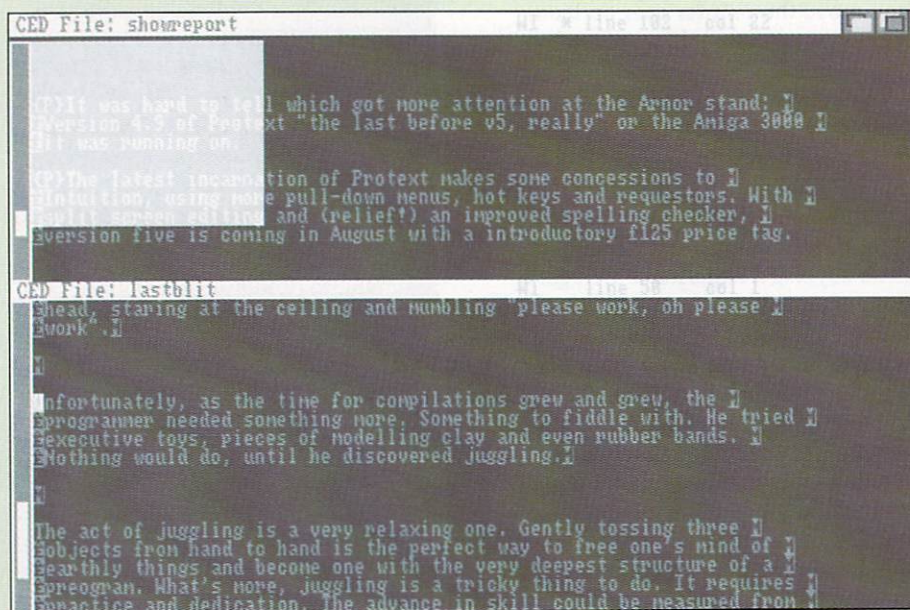 CED File: showreport WI * line 102 col 22
{P}It was hard to tell which got more attention at the Arnor stand:
Version 4.3 of Protext "the last before v5, really" or the Amiga 3000
it was running on.
{P}The latest incarnation of Protext makes some concessions to
Intuition, using more pull-down menus, hot keys and requestors. With
split screen editing and (relief!) an improved spelling checker,
version five is coming in August with a introductory £125 price tag.
CED File: lastblit WI line 50 col 1
head, staring at the ceiling and mumbling "please work, oh please
work".
nfortunately, as the time for compilations grew and grew, the
programmer needed something more. Something to fiddle with. He tried
executive toys, pieces of modelling clay and even rubber bands.
Nothing would do, until he discovered juggling.
The act of juggling is a very relaxing one. Gently tossing three
objects from hand to hand is the perfect way to free one's mind of
earthly things and become one with the very deepest structure of a
preogram. What's more, juggling is a tricky thing to do. It requires
practice and dedication. The advance in skill could be measured from